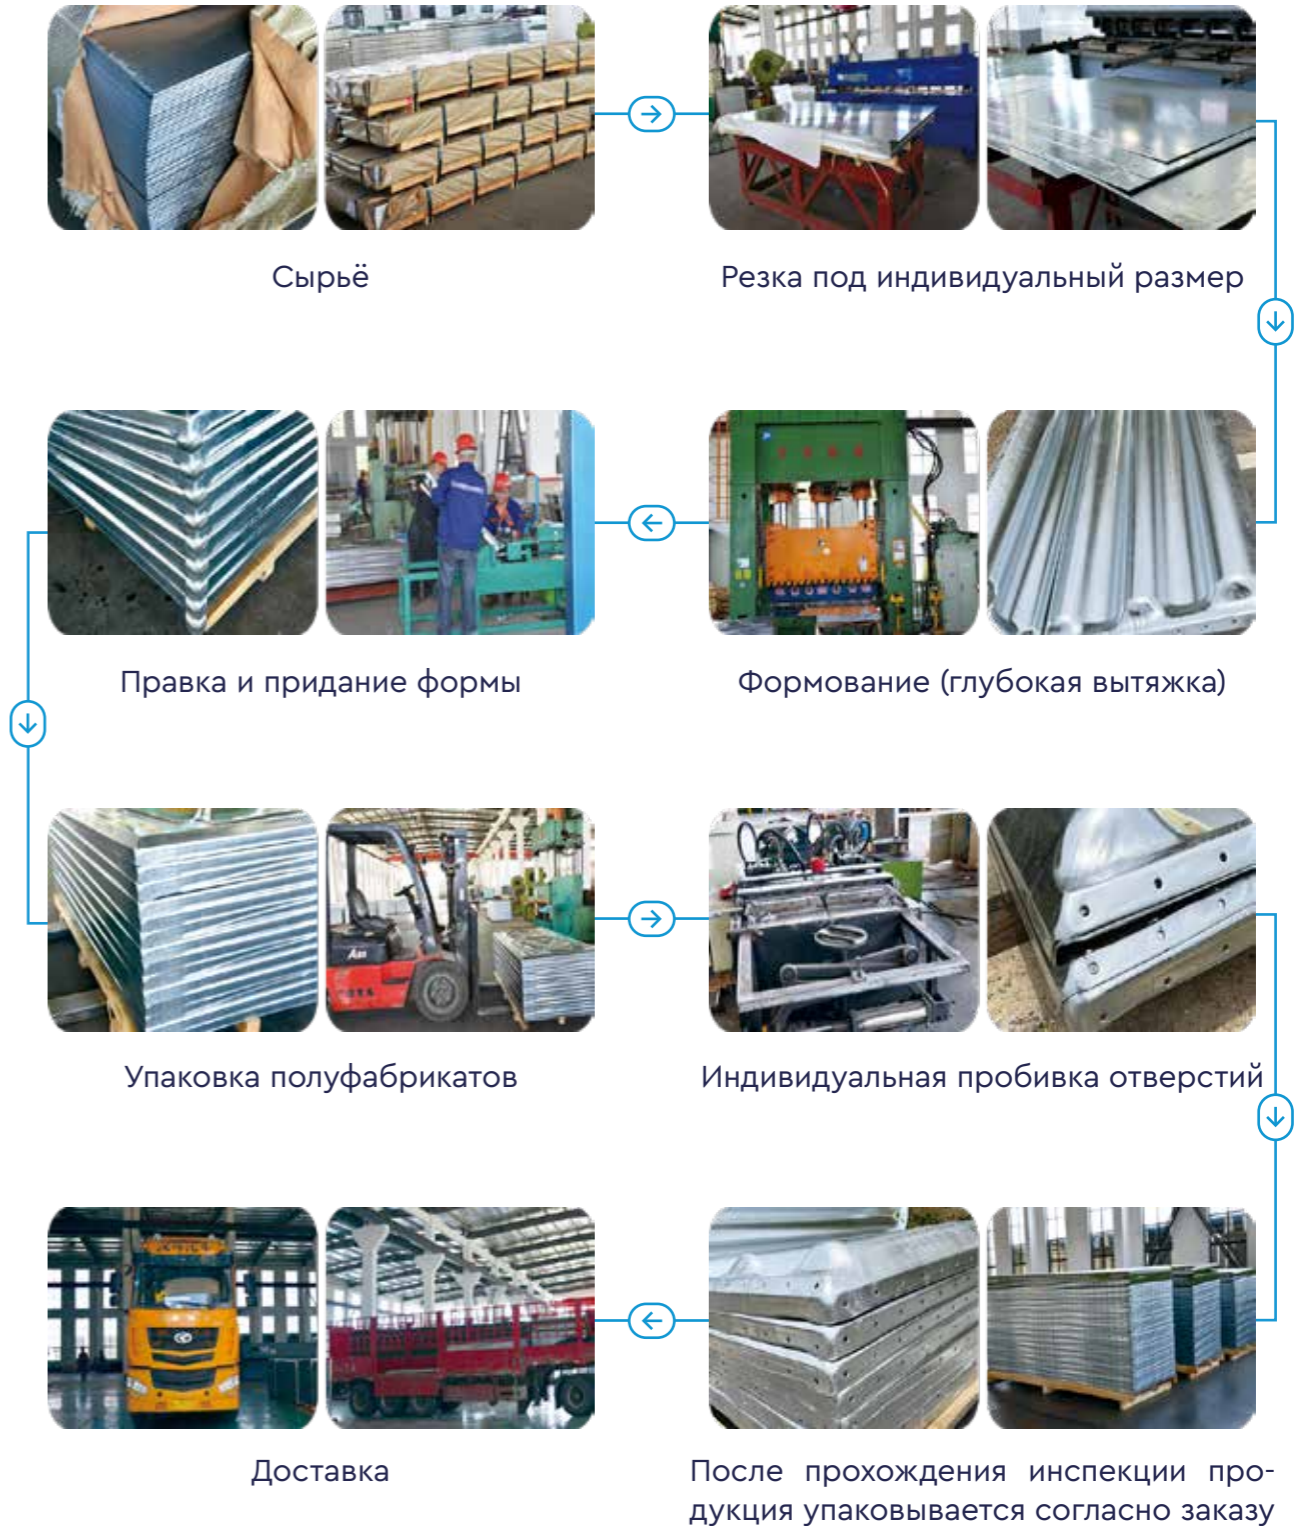 Сырьё
Резка под индивидуальный размер
Правка и придание формы
Формование (глубокая вытяжка)
Упаковка полуфабрикатов
Индивидуальная пробивка отверстий
Доставка
После прохождения инспекции про-
дукция упаковывается согласно заказу